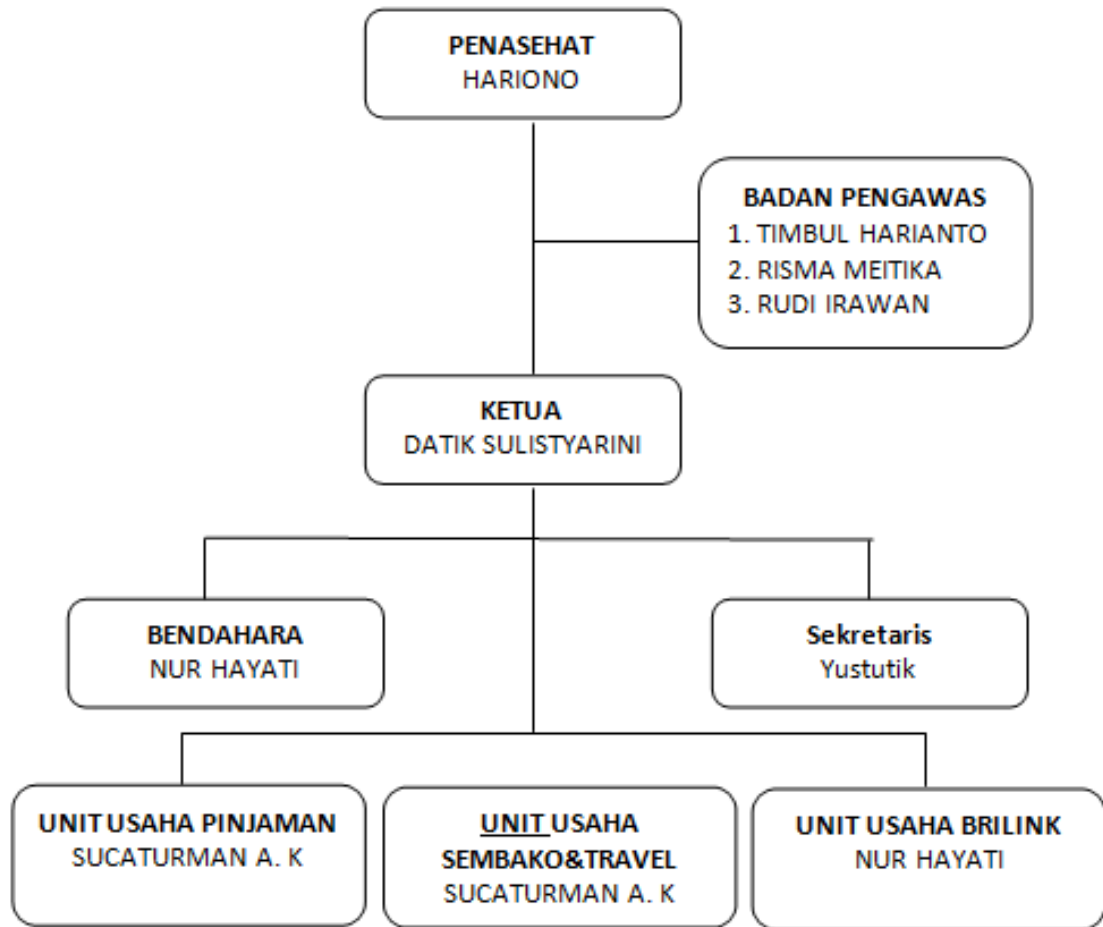 PENASEHAT
HARIONO
BADAN PENGAWAS
1. TIMBUL HARIANTO
2. RISMA MEITIKA
3. RUDI IRAWAN
KETUA
DATIK SULISTYARINI
BENDAHARA
NUR HAYATI
Sekretaris
Yustutik
UNIT USAHA PINJAMAN
SUCATURMAN A. K
UNIT USAHA
SEMBAKO&TRAVEL
SUCATURMAN A. K
UNIT USAHA BRILINK
NUR HAYATI